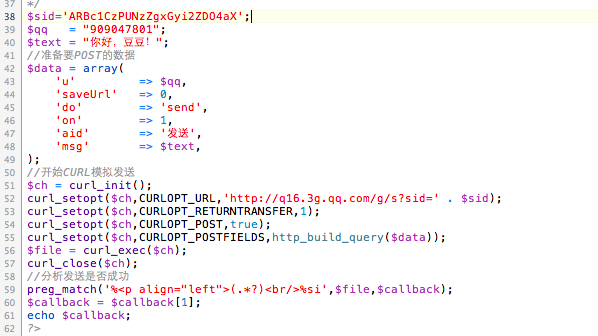 37 */
38 $sid='ARBc1CzPUNzZgxGyi2ZDO4aX';
39 $qq = "909047801";
40 $text = "你好，豆豆！";
41 //准备要POST的数据
42 $data = array(
43 'u' => $qq,
44 'saveUrl' => 0,
45 'do' => 'send',
46 'on' => 1,
47 'aid' => '发送',
48 'msg' => $text,
49 );
50 //开始CURL模拟发送
51 $ch = curl_init();
52 curl_setopt($ch,CURLOPT_URL,'http://q16.3g.qq.com/g/s?sid=' . $sid);
53 curl_setopt($ch,CURLOPT_RETURNTRANSFER,1);
54 curl_setopt($ch,CURLOPT_POST,true);
55 curl_setopt($ch,CURLOPT_POSTFIELDS,http_build_query($data));
56 $file = curl_exec($ch);
57 curl_close($ch);
58 //分析发送是否成功
59 preg_match('%<p align="left">(.*?)<br/>%si',$file,$callback);
60 $callback = $callback[1];
61 echo $callback;
62 ?>